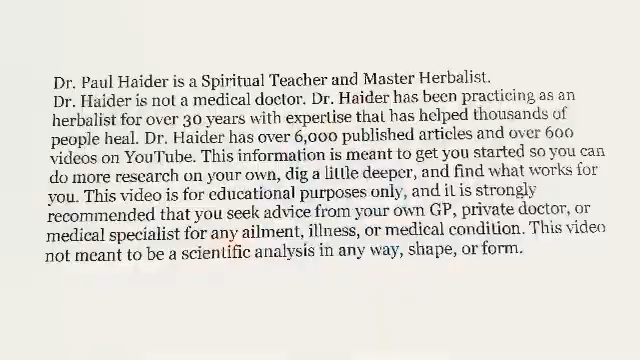 Dr. Paul Haider is a Spiritual Teacher and Master Herbalist.
Dr. Haider is not a medical doctor. Dr. Haider has been practicing as an
herbalist for over 30 years with expertise that has helped thousands of
people heal. Dr. Haider has over 6,000 published articles and over 600
videos on YouTube. This information is meant to get you started so you can
do more research on your own, dig a little deeper, and find what works for
you. This video is for educational purposes only, and it is strongly
recommended that you seek advice from your own GP, private doctor, or
medical specialist for any ailment, illness, or medical condition. This video
not meant to be a scientific analysis in any way, shape, or form.